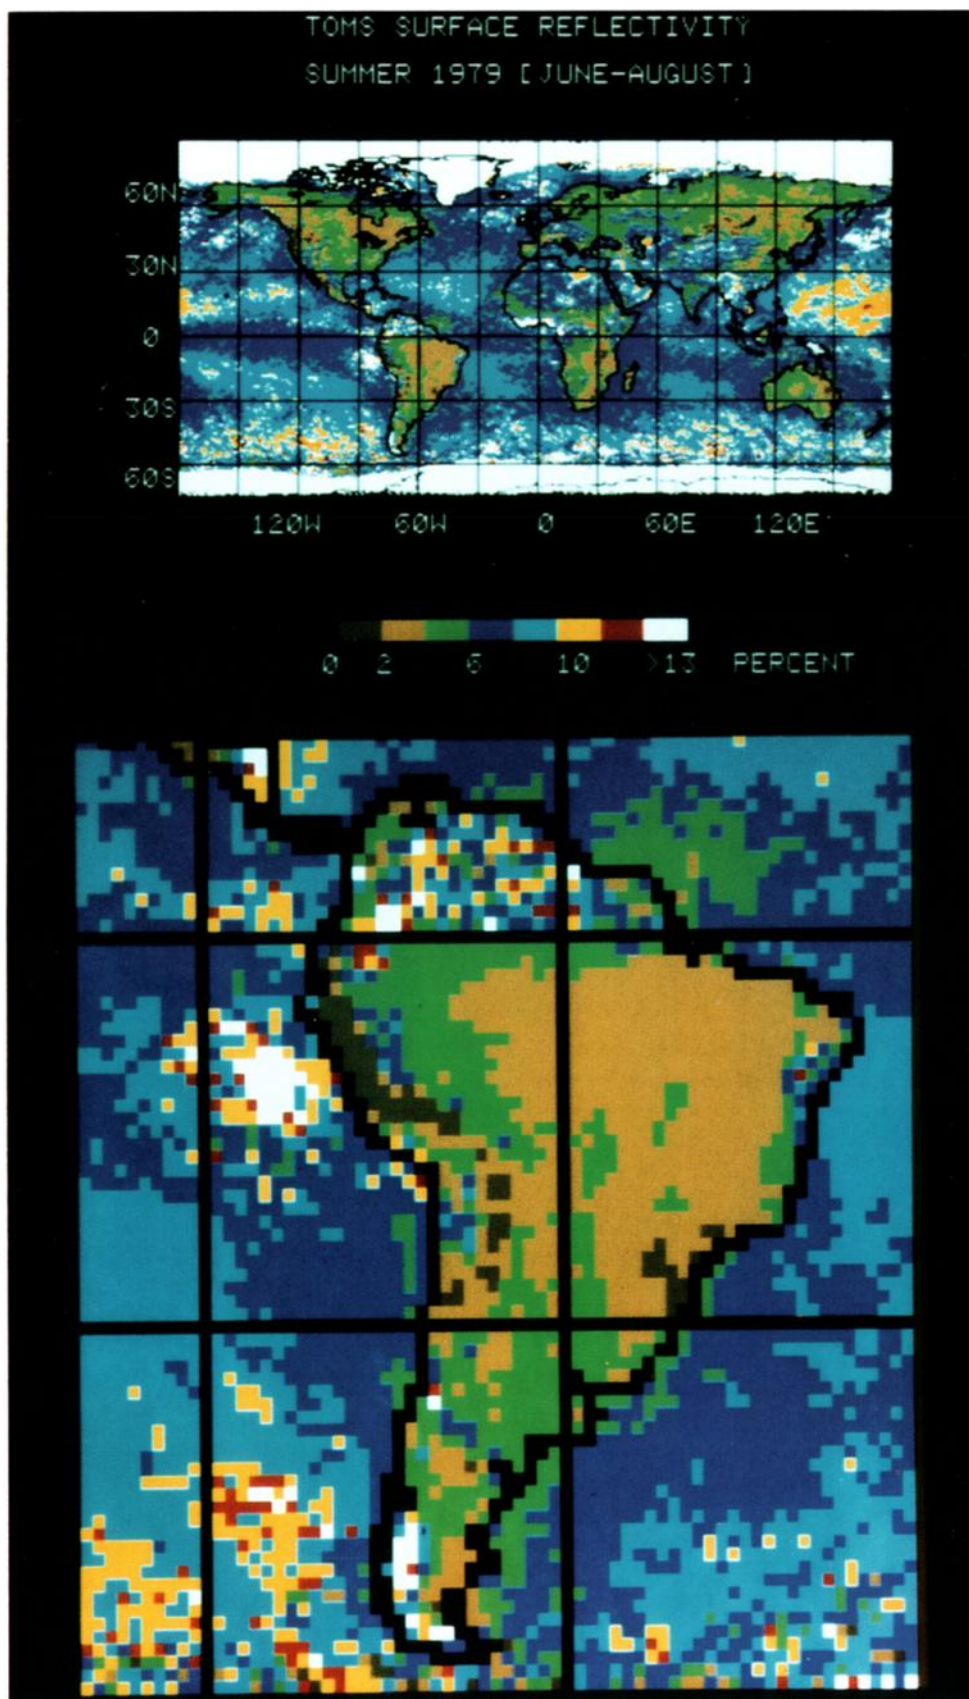 TOMS SURFACE REFLECTIVITY
SUMMER 1979 [JUNE-AUGUST]
60N
30N
0
30S
60S
120W 60W 0 60E 120E
0 2 6 10 >13 PERCENT